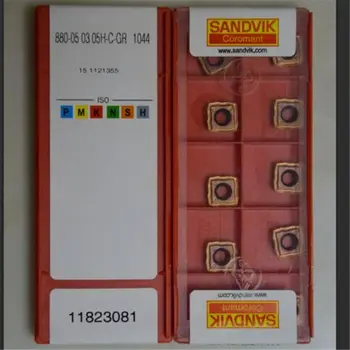 880-05 03 05H-C-GR 1044
15 1121355
ISO
P M K N S H
11823081
SANDVIK
Coromant
www.sandvik.com
SANDVIK
Coromant
www.sandvik.com